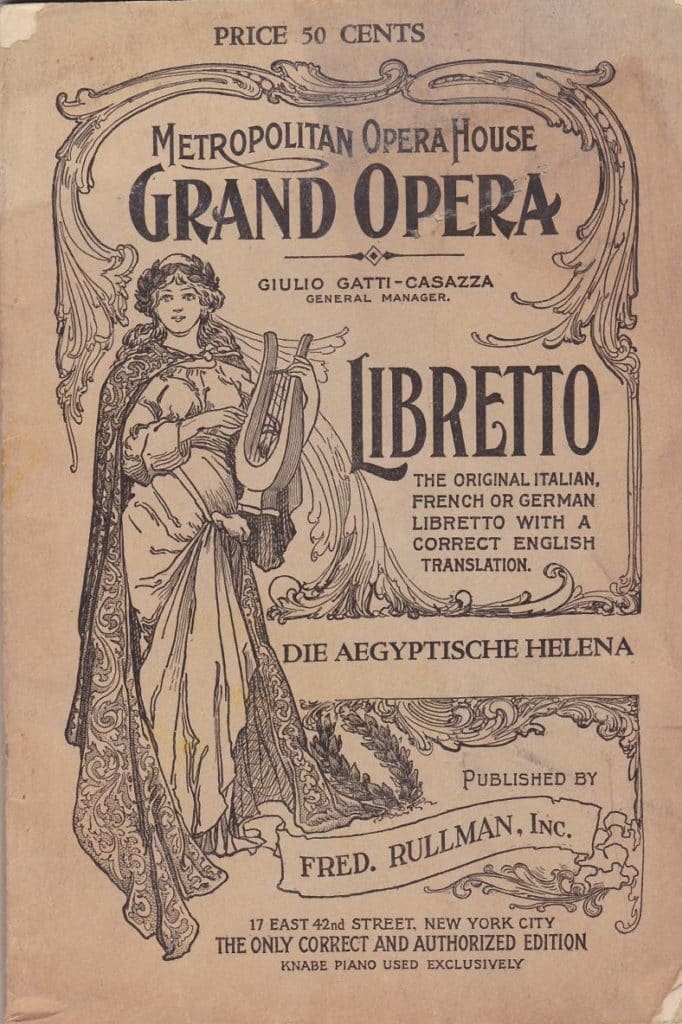 PRICE 50 CENTS
METROPOLITAN OPERA HOUSE
GRAND OPERA
GIULIO GATTI-CASAZZA
GENERAL MANAGER.
LIBRETTO
THE ORIGINAL ITALIAN,
FRENCH OR GERMAN
LIBRETTO WITH A
CORRECT ENGLISH
TRANSLATION.
DIE AEGYPTISCHE HELENA
PUBLISHED BY
FRED. RULLMAN, INC.
17 EAST 42nd STREET, NEW YORK CITY
THE ONLY CORRECT AND AUTHORIZED EDITION
KNABE PIANO USED EXCLUSIVELY